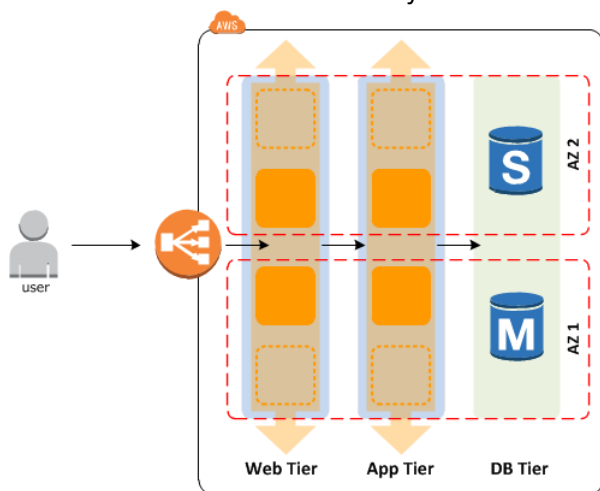 AWS
AZ 2
S
user
M
AZ 1
Web Tier
App Tier
DB Tier